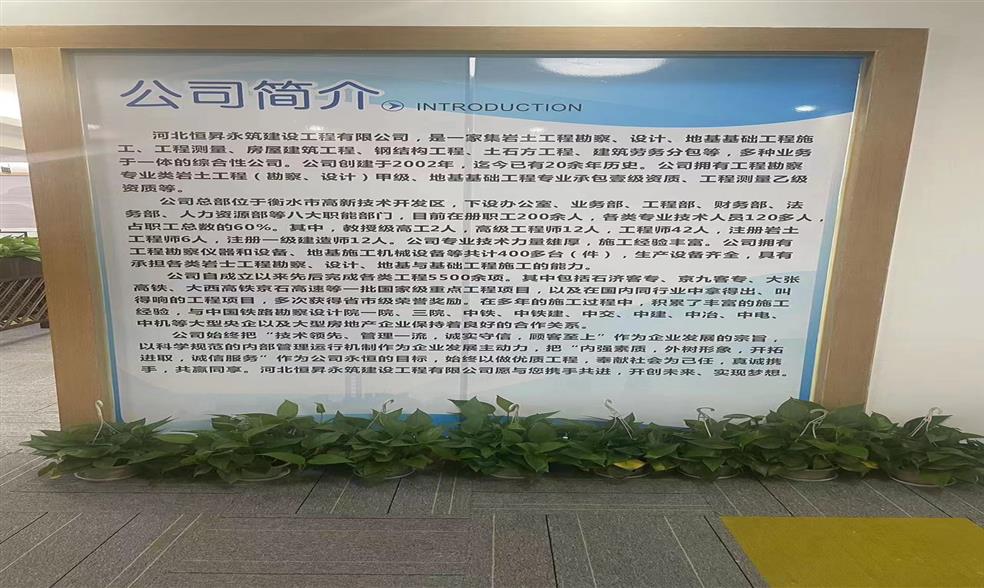 公司简介 INTRODUCTION
河北恒昇永筑建设工程有限公司，是一家集岩土工程勘察、设计、地基基础工程施
工、工程测量、房屋建筑工程、钢结构工程、土石方工程、建筑劳务分包等，多种业务
于一体的综合性公司。公司创建于2002年，迄今已有20余年历史。公司拥有工程勘察
专业类岩土工程（勘察、设计）甲级、地基基础工程专业承包壹级资质、工程测量乙级
资质等。
公司总部位于衡水市高新技术开发区，下设办公室、业务部、工程部、财务部、法
务部、人力资源部等八大职能部门，目前在册职工200余人，各类专业技术人员120多人，
占职工总数的60%。其中，教授级高工2人，高级工程师12人，工程师42人，注册岩土
工程师6人，注册一级建造师12人。公司专业技术力量雄厚，施工经验丰富。公司拥有
工程勘察仪器和设备、地基施工机械设备等共计400多台（件），生产设备齐全，具有
承担各类岩土工程勘察、设计、地基与基础工程施工的能力。
公司自成立以来先后完成各类工程5500余项。其中包括石济客专、京九客专、大张
高铁、大西高铁京石高速等一批国家级重点工程项目，以及在国内同行业中拿得出、叫
得响的工程项目，多次获得省市级荣誉奖励。在多年的施工过程中，积累了丰富的施工
经验，与中国铁路勘察设计院一院、三院、中铁、中铁建、中交、中建、中冶、中电、
中机等大型央企以及大型房地产企业保持着良好的合作关系。
公司始终把“技术领先、管理一流，诚实守信，顾客至上”作为企业发展的宗旨，
以科学规范的内部管理运行机制作为企业发展主动力，把“内强素质，外树形象，开拓
进取，诚信服务”作为公司永恒的目标，始终以做优质工程，奉献社会为己任，真诚携
手，共赢同享。河北恒昇永筑建设工程有限公司愿与您携手共进，开创未来、实现梦想。